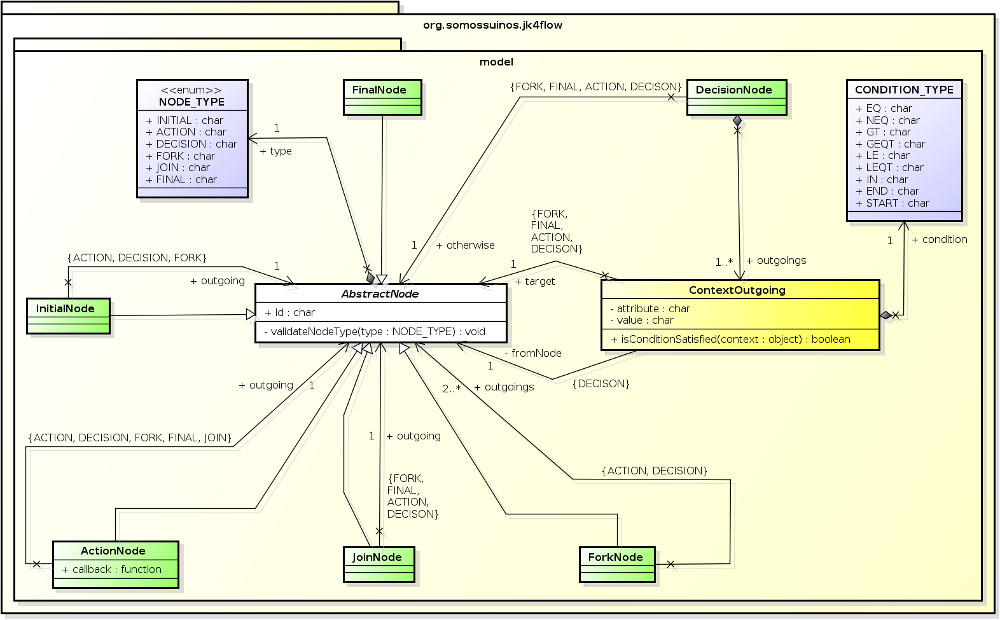 org.somossuinos.jk4flow
model
<<enum>>
NODE_TYPE
+ INITIAL : char
+ ACTION : char
+ DECISION : char
+ FORK : char
+ JOIN : char
+ FINAL : char
1
+ type
FinalNode
{FORK, FINAL, ACTION, DECISON}
DecisionNode
CONDITION_TYPE
+ EQ : char
+ NEQ : char
+ GT : char
+ GEQT : char
+ LE : char
+ LEQT : char
+ IN : char
+ END : char
+ START : char
{FORK,
FINAL,
ACTION,
DECISON}
1
+ otherwise
1
+ condition
{ACTION, DECISION, FORK}
1
+ outgoing
1
+ target
1..*
+ outgoings
InitialNode
AbstractNode
+ id : char
- validateNodeType(type : NODE_TYPE) : void
ContextOutgoing
- attribute : char
- value : char
+ isConditionSatisfied(context : object) : boolean
- fromNode
1
{DECISON}
+ outgoing
1
2..*
+ outgoings
{ACTION, DECISION, FORK, FINAL, JOIN}
1
+ outgoing
{FORK,
FINAL,
ACTION,
DECISON}
{ACTION, DECISION}
ActionNode
+ callback : function
JoinNode
ForkNode